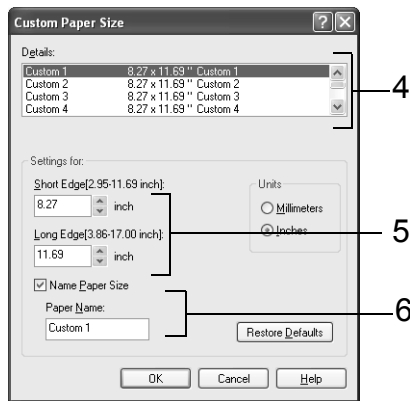 Custom Paper Size
Details:
Custom 1 8.27 x 11.69 " Custom 1
Custom 2 8.27 x 11.69 " Custom 2
Custom 3 8.27 x 11.69 " Custom 3
Custom 4 8.27 x 11.69 " Custom 4
4
Settings for:
Short Edge[2.95-11.69 inch]:
8.27 inch
Units
Millimeters
Inches
Long Edge[3.86-17.00 inch]:
11.69 inch
5
Name Paper Size
Paper Name:
Custom 1
6
Restore Defaults
OK Cancel Help